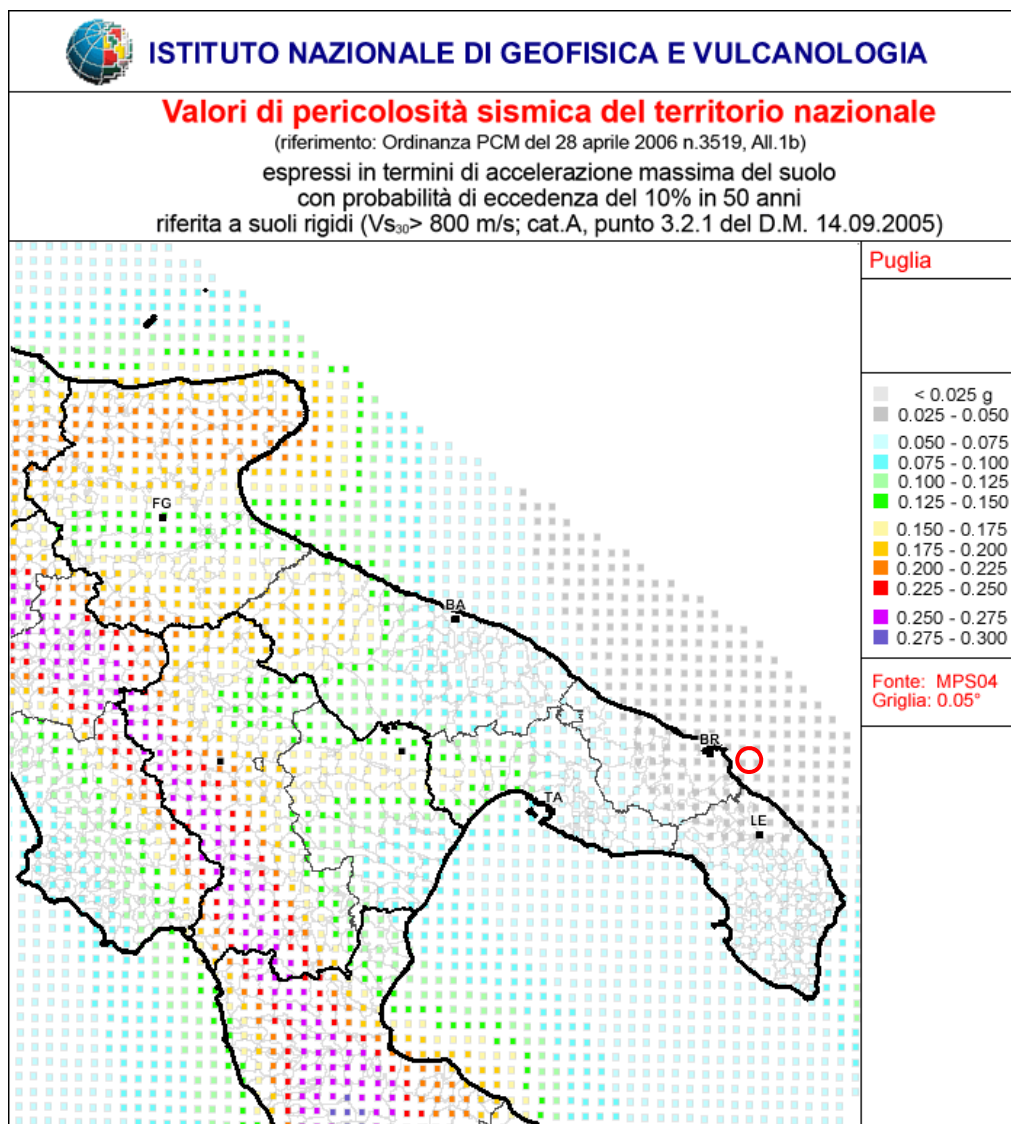 ISTITUTO NAZIONALE DI GEOFISICA E VULCANOLOGIA
Valori di pericolosità sismica del territorio nazionale
(riferimento: Ordinanza PCM del 28 aprile 2006 n.3519, All.1b)
espressi in termini di accelerazione massima del suolo
con probabilità di eccedenza del 10% in 50 anni
riferita a suoli rigidi (Vs₃₀> 800 m/s; cat.A, punto 3.2.1 del D.M. 14.09.2005)
Puglia
< 0.025 g
0.025 - 0.050
0.050 - 0.075
0.075 - 0.100
0.100 - 0.125
0.125 - 0.150
0.150 - 0.175
0.175 - 0.200
0.200 - 0.225
0.225 - 0.250
0.250 - 0.275
0.275 - 0.300
Fonte: MPS04
Griglia: 0.05°
FG
BA
BR
TA
LE